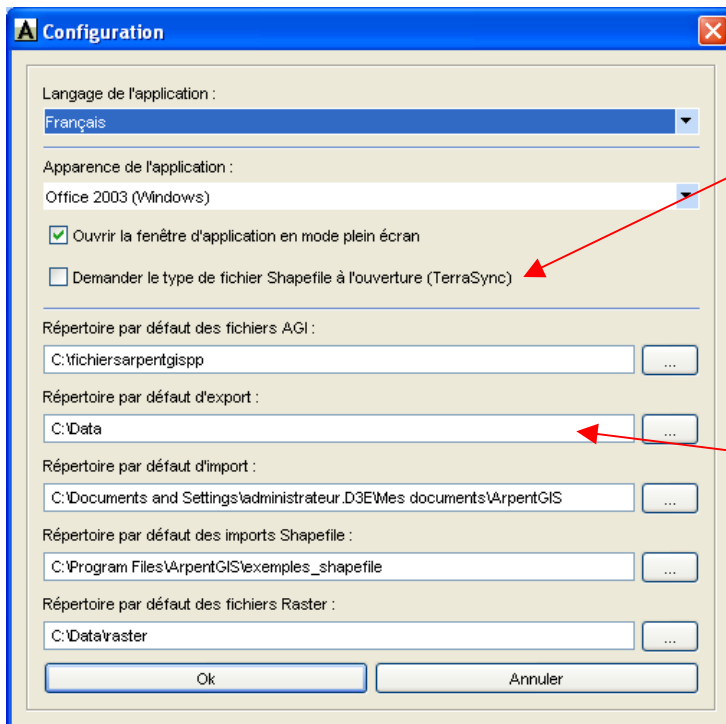 Configuration
Langage de l'application :
Français
Apparence de l'application :
Office 2003 (Windows)
Ouvrir la fenêtre d'application en mode plein écran
Demander le type de fichier Shapefile à l'ouverture (TerraSync)
Répertoire par défaut des fichiers AGI :
C:\fichiersarpentgispp
...
Répertoire par défaut d'export :
C:\Data
...
Répertoire par défaut d'import :
C:\Documents and Settings\administrateur.D3E\Mes documents\ArpentGIS
...
Répertoire par défaut des imports Shapefile :
C:\Program Files\ArpentGIS\exemples_shapefile
...
Répertoire par défaut des fichiers Raster :
C:\Data\raster
...
Ok Annuler